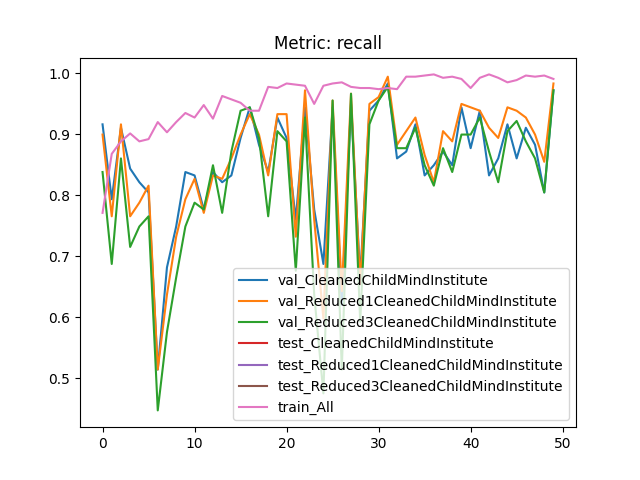 Metric: recall
1.0
0.9
0.8
0.7
0.6
0.5
val_CleanedChildMindInstitute
val_Reduced1CleanedChildMindInstitute
val_Reduced3CleanedChildMindInstitute
test_CleanedChildMindInstitute
test_Reduced1CleanedChildMindInstitute
test_Reduced3CleanedChildMindInstitute
train_All
0 10 20 30 40 50